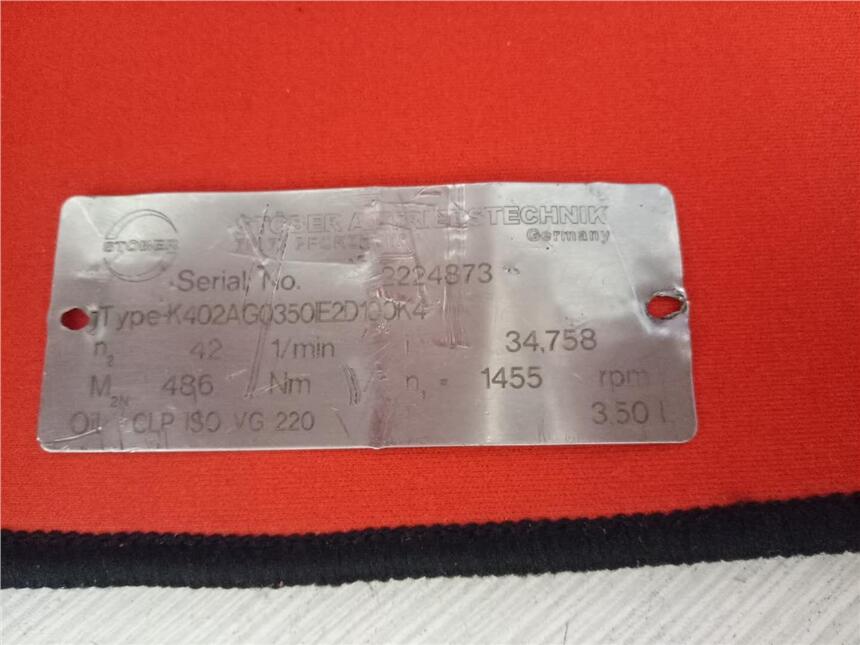 STÖBER
STÖBER ANTRIEBSTECHNIK
Germany
Serial No. 2224873
Type K402AG0350IE2D100K4
n2 42 1/min i = 34,758
M2N 486 Nm n1 = 1455 rpm
Oil CLP ISO VG 220 3.50 l